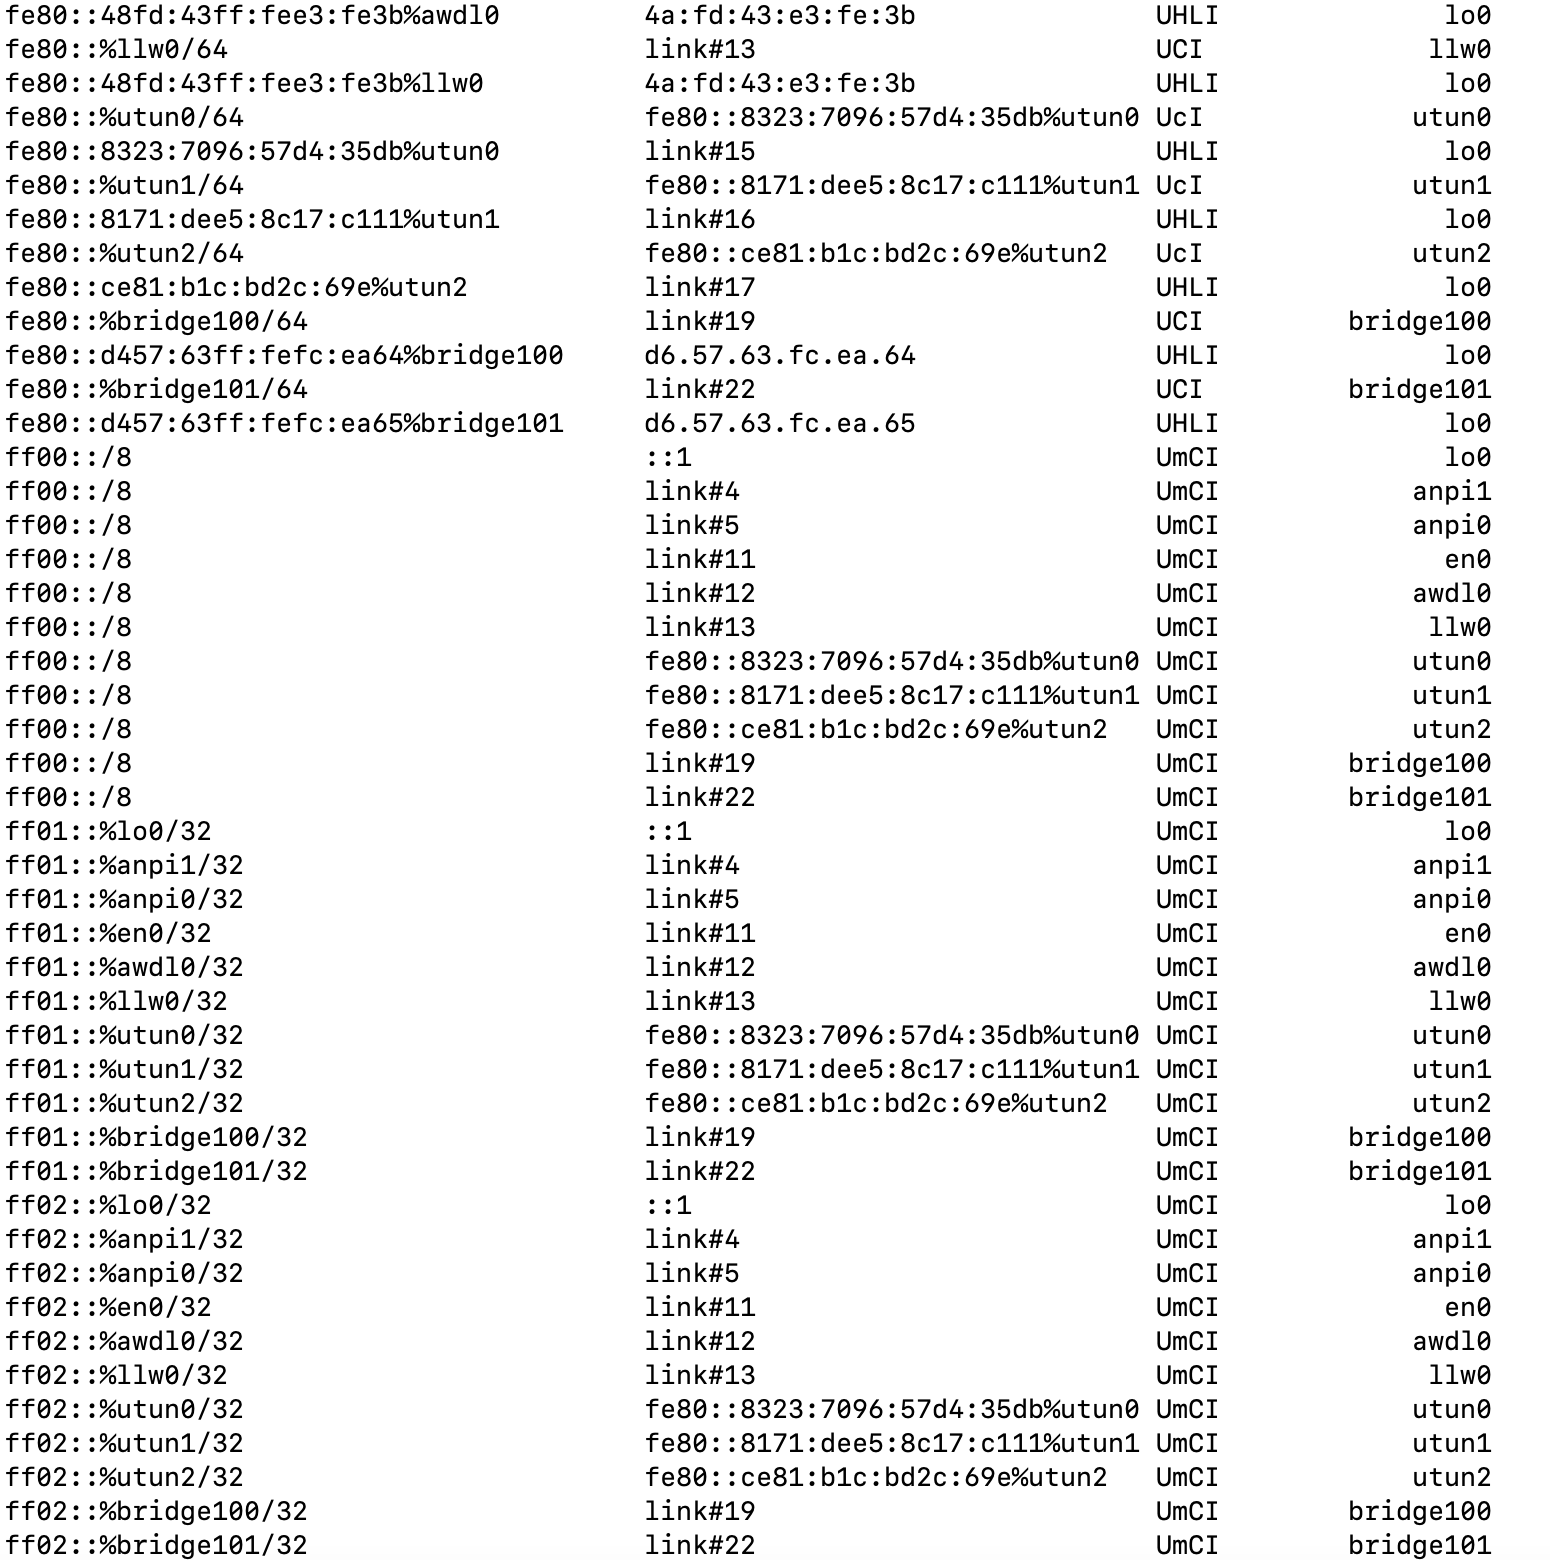 fe80::48fd:43ff:fee3:fe3b%awdl0 4a:fd:43:e3:fe:3b UHLI lo0
fe80::%llw0/64 link#13 UCI llw0
fe80::48fd:43ff:fee3:fe3b%llw0 4a:fd:43:e3:fe:3b UHLI lo0
fe80::%utun0/64 fe80::8323:7096:57d4:35db%utun0 UcI utun0
fe80::8323:7096:57d4:35db%utun0 link#15 UHLI lo0
fe80::%utun1/64 fe80::8171:dee5:8c17:c111%utun1 UcI utun1
fe80::8171:dee5:8c17:c111%utun1 link#16 UHLI lo0
fe80::%utun2/64 fe80::ce81:b1c:bd2c:69e%utun2 UcI utun2
fe80::ce81:b1c:bd2c:69e%utun2 link#17 UHLI lo0
fe80::%bridge100/64 link#19 UCI bridge100
fe80::d457:63ff:fefc:ea64%bridge100 d6.57.63.fc.ea.64 UHLI lo0
fe80::%bridge101/64 link#22 UCI bridge101
fe80::d457:63ff:fefc:ea65%bridge101 d6.57.63.fc.ea.65 UHLI lo0
ff00::/8 ::1 UmCI lo0
ff00::/8 link#4 UmCI anpi1
ff00::/8 link#5 UmCI anpi0
ff00::/8 link#11 UmCI en0
ff00::/8 link#12 UmCI awdl0
ff00::/8 link#13 UmCI llw0
ff00::/8 fe80::8323:7096:57d4:35db%utun0 UmCI utun0
ff00::/8 fe80::8171:dee5:8c17:c111%utun1 UmCI utun1
ff00::/8 fe80::ce81:b1c:bd2c:69e%utun2 UmCI utun2
ff00::/8 link#19 UmCI bridge100
ff00::/8 link#22 UmCI bridge101
ff01::%lo0/32 ::1 UmCI lo0
ff01::%anpi1/32 link#4 UmCI anpi1
ff01::%anpi0/32 link#5 UmCI anpi0
ff01::%en0/32 link#11 UmCI en0
ff01::%awdl0/32 link#12 UmCI awdl0
ff01::%llw0/32 link#13 UmCI llw0
ff01::%utun0/32 fe80::8323:7096:57d4:35db%utun0 UmCI utun0
ff01::%utun1/32 fe80::8171:dee5:8c17:c111%utun1 UmCI utun1
ff01::%utun2/32 fe80::ce81:b1c:bd2c:69e%utun2 UmCI utun2
ff01::%bridge100/32 link#19 UmCI bridge100
ff01::%bridge101/32 link#22 UmCI bridge101
ff02::%lo0/32 ::1 UmCI lo0
ff02::%anpi1/32 link#4 UmCI anpi1
ff02::%anpi0/32 link#5 UmCI anpi0
ff02::%en0/32 link#11 UmCI en0
ff02::%awdl0/32 link#12 UmCI awdl0
ff02::%llw0/32 link#13 UmCI llw0
ff02::%utun0/32 fe80::8323:7096:57d4:35db%utun0 UmCI utun0
ff02::%utun1/32 fe80::8171:dee5:8c17:c111%utun1 UmCI utun1
ff02::%utun2/32 fe80::ce81:b1c:bd2c:69e%utun2 UmCI utun2
ff02::%bridge100/32 link#19 UmCI bridge100
ff02::%bridge101/32 link#22 UmCI bridge101